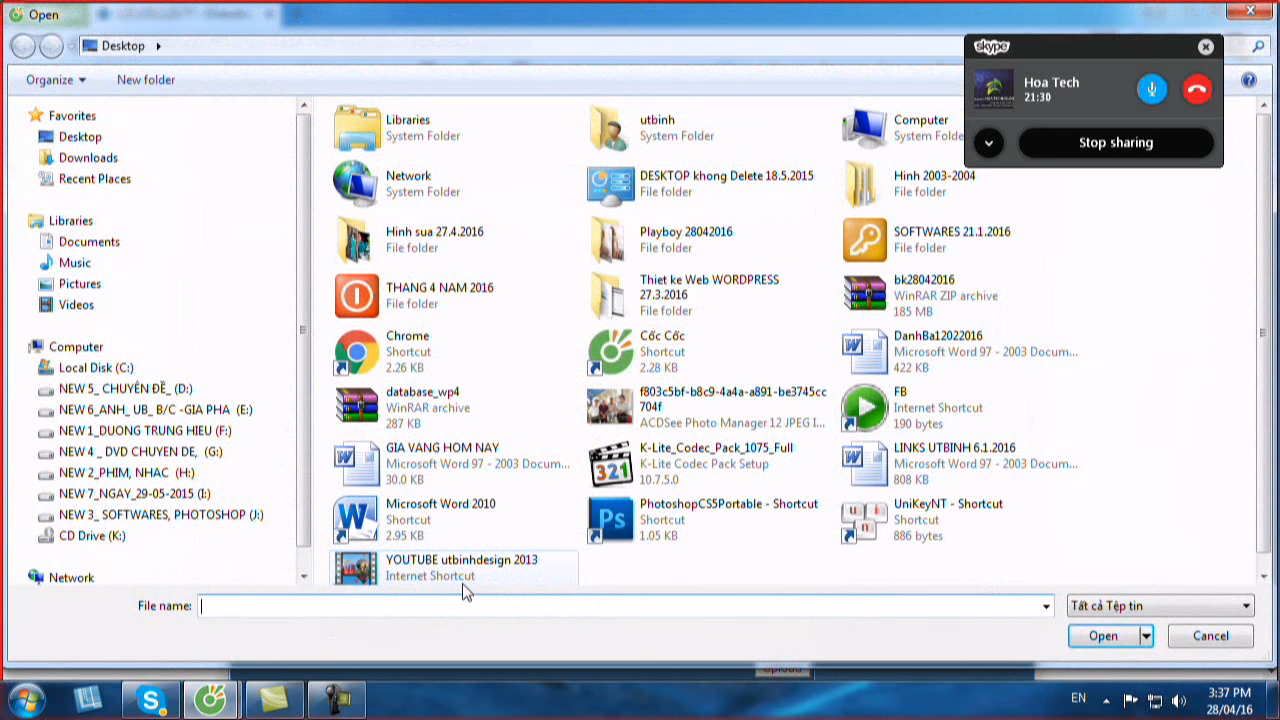 Open
Desktop
Organize
New folder
skype
Hoa Tech
21:30
Stop sharing
Favorites
Desktop
Downloads
Recent Places
Libraries
Documents
Music
Pictures
Videos
Computer
Local Disk (C:)
NEW 5_ CHUYÊN ĐỀ_ (D:)
NEW 6_ANH_ UB_ B/C -GIA PHA (E:)
NEW 1_DUONG TRUNG HIEU (F:)
NEW 4 _ DVD CHUYEN DE, (G:)
NEW 2_PHIM, NHAC (H:)
NEW 7_NGAY_29-05-2015 (I:)
NEW 3_ SOFTWARES, PHOTOSHOP (J:)
CD Drive (K:)
Network
Libraries
System Folder
utbinh
System Folder
Computer
System Folder
Network
System Folder
DESKTOP khong Delete 18.5.2015
File folder
Hinh 2003-2004
File folder
Hinh sua 27.4.2016
File folder
Playboy 28042016
File folder
SOFTWARES 21.1.2016
File folder
THANG 4 NAM 2016
File folder
Thiet ke Web WORDPRESS
27.3.2016
File folder
bk28042016
WinRAR ZIP archive
185 MB
Chrome
Shortcut
2.26 KB
Cốc Cốc
Shortcut
2.28 KB
DanhBa12022016
Microsoft Word 97 - 2003 Docum...
422 KB
database_wp4
WinRAR archive
287 KB
f803c5bf-b8c9-4a4a-a891-be3745cc
704f
ACDSee Photo Manager 12 JPEG I...
FB
Internet Shortcut
190 bytes
GIA VANG HOM NAY
Microsoft Word 97 - 2003 Docum...
30.0 KB
321
K-Lite_Codec_Pack_1075_Full
K-Lite Codec Pack Setup
10.7.5.0
LINKS UTBINH 6.1.2016
Microsoft Word 97 - 2003 Docum...
808 KB
Microsoft Word 2010
Shortcut
2.95 KB
Ps
PhotoshopCS5Portable - Shortcut
Shortcut
1.05 KB
UniKeyNT - Shortcut
Shortcut
886 bytes
YOUTUBE utbinhdesign 2013
Internet Shortcut
File name:
Tất cả Tệp tin
Open
Cancel
Upload
EN
3:37 PM
28/04/16